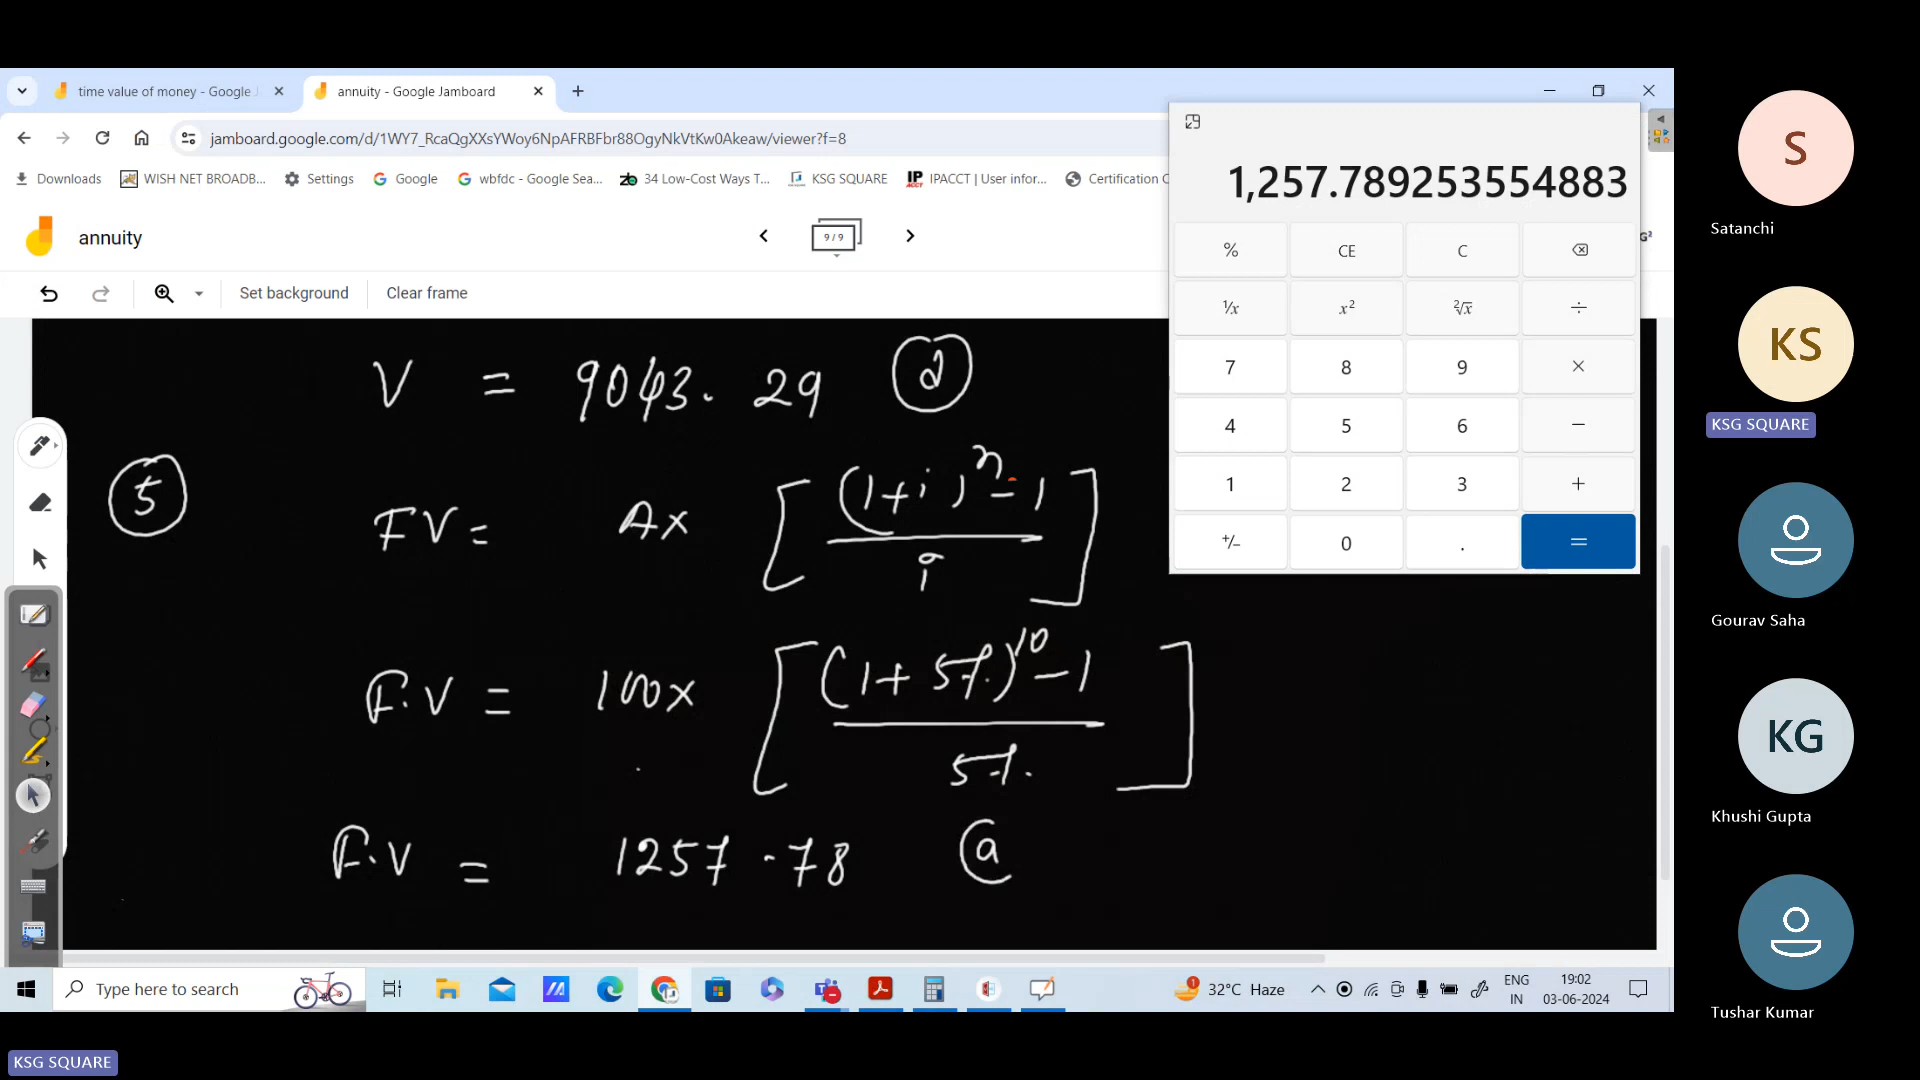 time value of money - Google J
annuity - Google Jamboard
jamboard.google.com/d/1WY7_RcaQgXXsYWoy6NpAFRBFbr88OgyNkVtKw0Akeaw/viewer?f=8
Downloads WISH NET BROADB... Settings Google wbfdc - Google Sea... 34 Low-Cost Ways T... KSG SQUARE IPACCT | User infor... Certification C
annuity
9 / 9
Set background Clear frame
V = 9043.29 (d)
(5) FV = A× [(1+i)^n - 1 / i]
F.V = 100× [(1+5%)^10 - 1 / 5%]
F.V = 1257.78 (a)
1,257.789253554883
% CE C
1/x x² ²√x ÷
7 8 9 ×
4 5 6 −
1 2 3 +
+/− 0 . =
S
Satanchi
KS
KSG SQUARE
Gourav Saha
KG
Khushi Gupta
Tushar Kumar
Type here to search
1
32°C Haze
ENG
IN
19:02
03-06-2024
KSG SQUARE